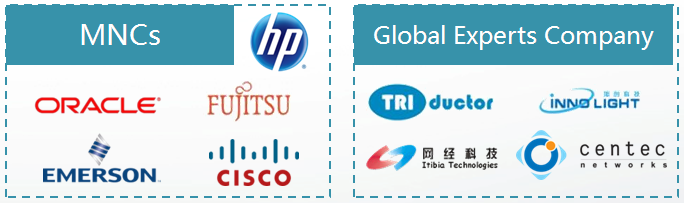 MNCs
hp
ORACLE
FUJITSU
EMERSON
CISCO
Global Experts Company
TRIductor
INNOLIGHT
网经科技
Itibia Technologies
centec
networks